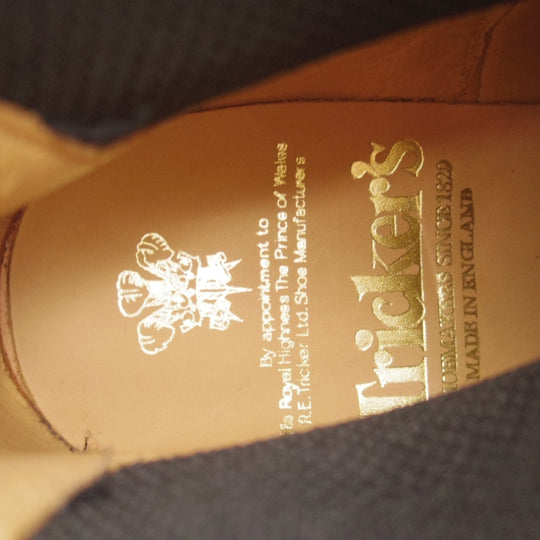 By appointment to
His Royal Highness The Prince of Wales
R.E. Tricker Ltd. Shoe Manufacturers
Tricker's
SHOEMAKERS SINCE 1829
MADE IN ENGLAND